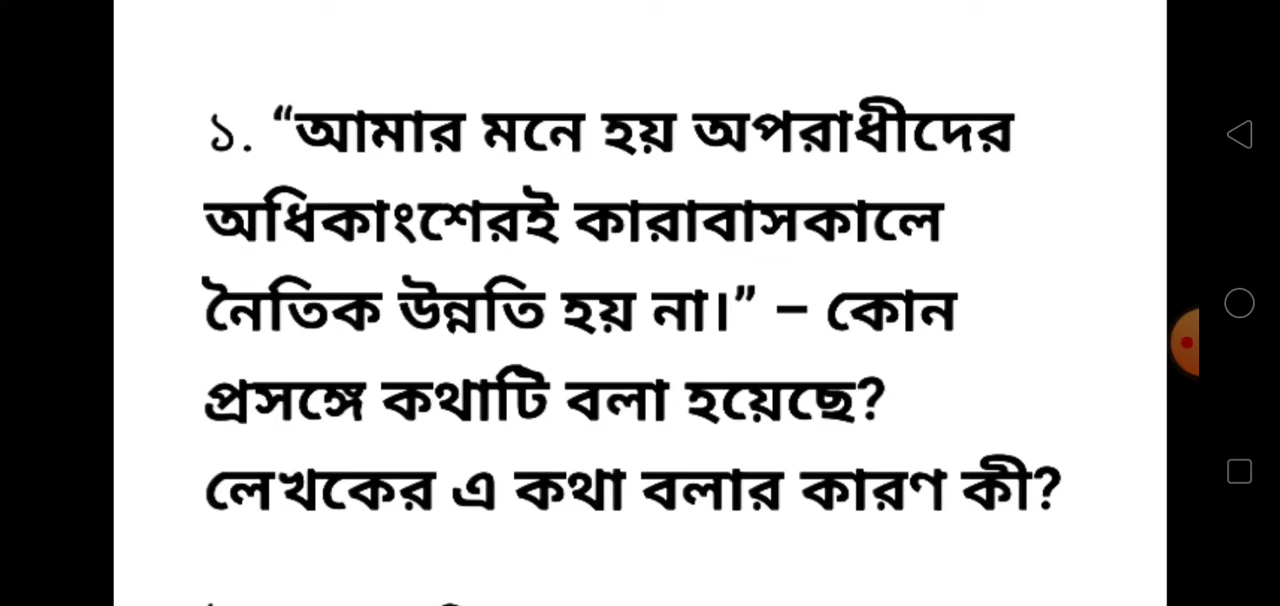 ১. “আমার মনে হয় অপরাধীদের
অধিকাংশেরই কারাবাসকালে
নৈতিক উন্নতি হয় না।” – কোন
প্রসঙ্গে কথাটি বলা হয়েছে?
লেখকের এ কথা বলার কারণ কী?